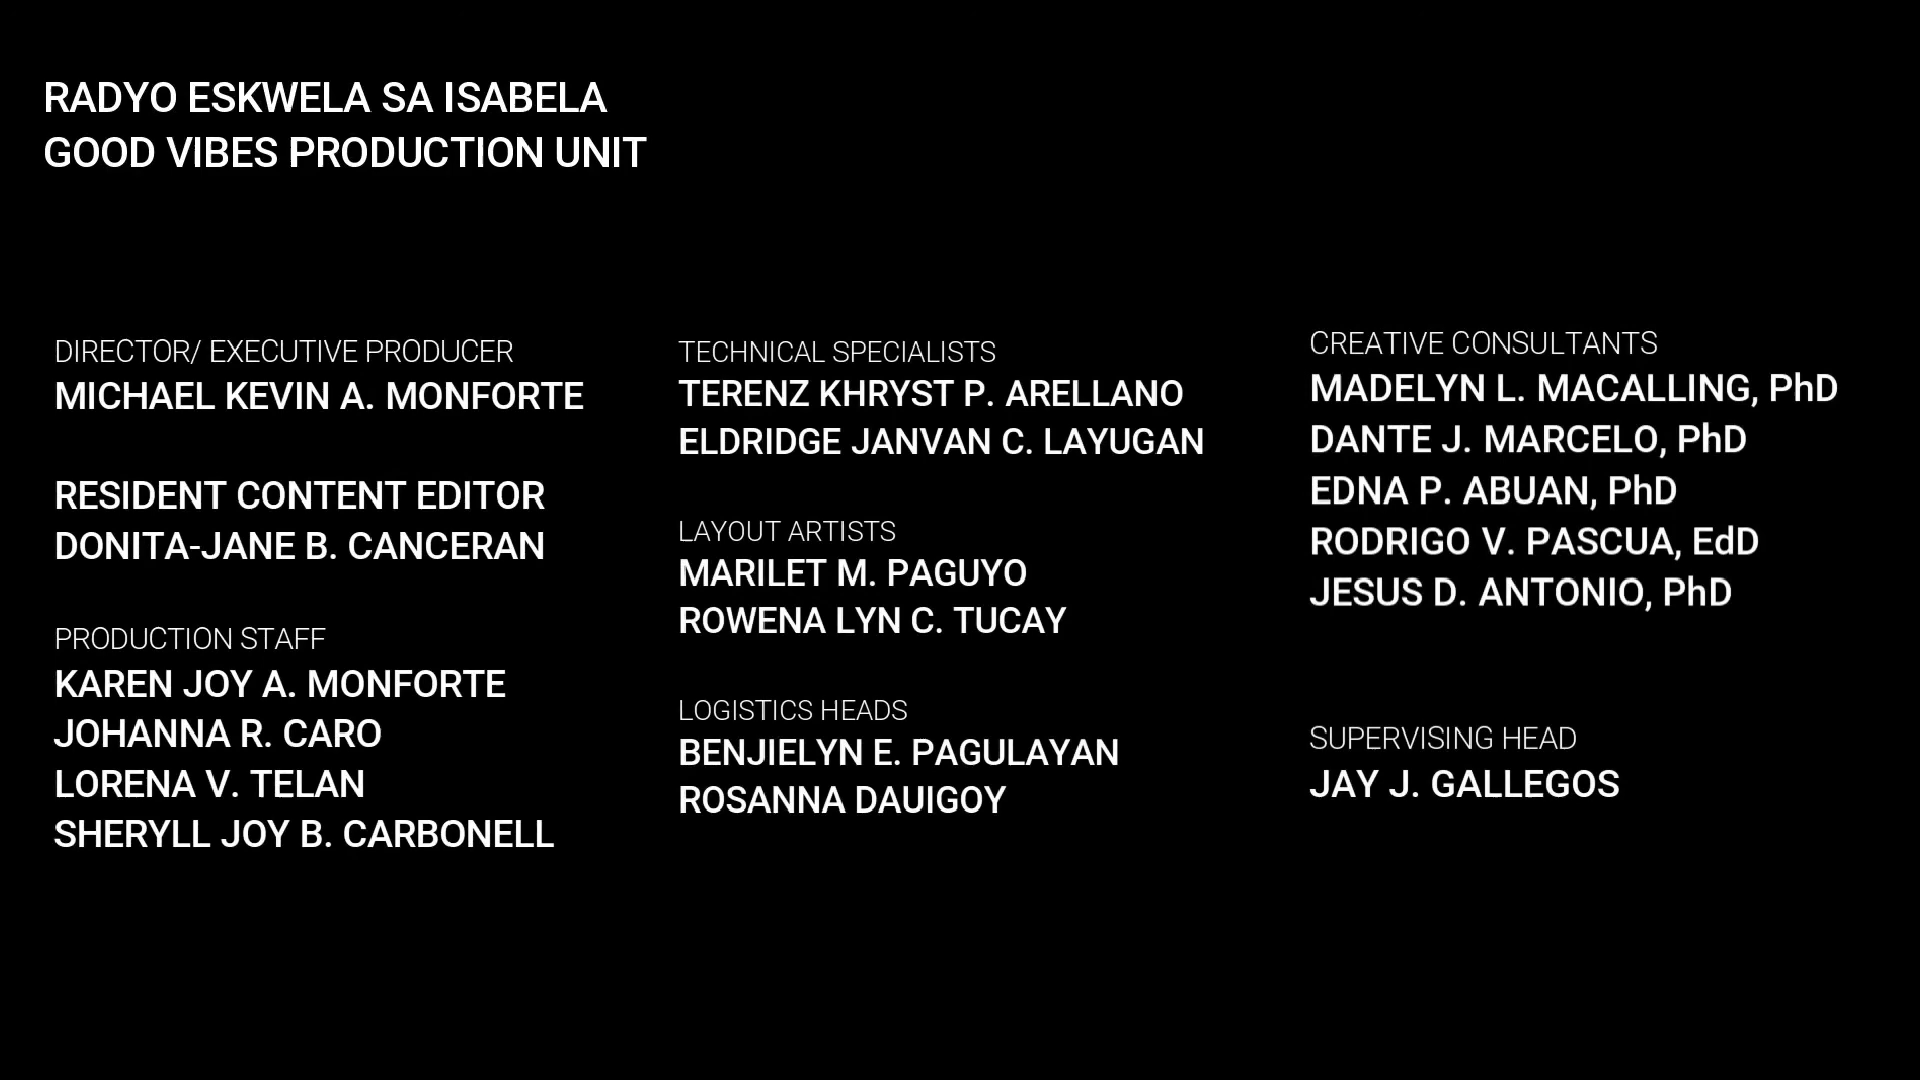 RADYO ESKWELA SA ISABELA
GOOD VIBES PRODUCTION UNIT
DIRECTOR/ EXECUTIVE PRODUCER
MICHAEL KEVIN A. MONFORTE
RESIDENT CONTENT EDITOR
DONITA-JANE B. CANCERAN
PRODUCTION STAFF
KAREN JOY A. MONFORTE
JOHANNA R. CARO
LORENA V. TELAN
SHERYLL JOY B. CARBONELL
TECHNICAL SPECIALISTS
TERENZ KHRYST P. ARELLANO
ELDRIDGE JANVAN C. LAYUGAN
LAYOUT ARTISTS
MARILET M. PAGUYO
ROWENA LYN C. TUCAY
LOGISTICS HEADS
BENJIELYN E. PAGULAYAN
ROSANNA DAUIGOY
CREATIVE CONSULTANTS
MADELYN L. MACALLING, PhD
DANTE J. MARCELO, PhD
EDNA P. ABUAN, PhD
RODRIGO V. PASCUA, EdD
JESUS D. ANTONIO, PhD
SUPERVISING HEAD
JAY J. GALLEGOS